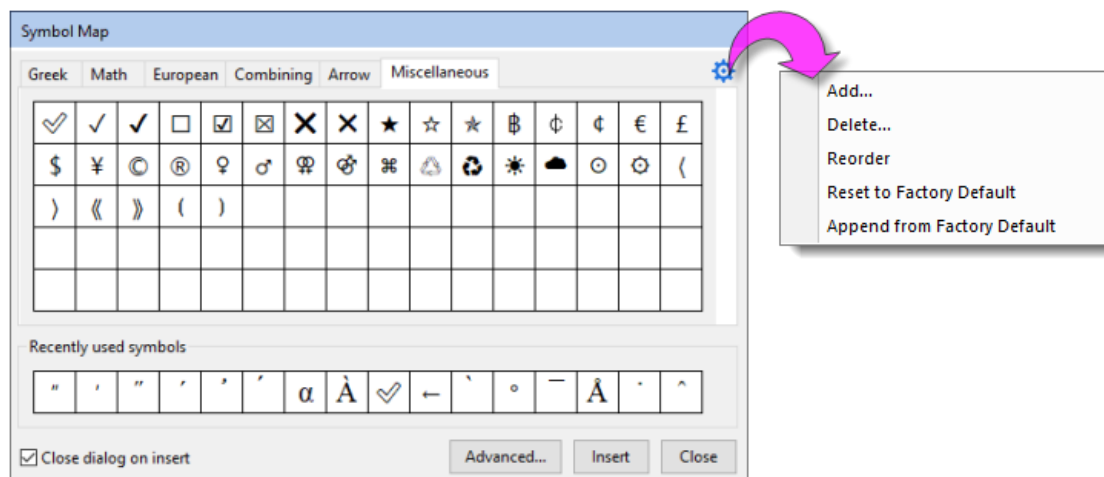 Symbol Map
Greek Math European Combining Arrow Miscellaneous
✓ ✓ ✔ ☐ ☑ ☒ ✖ ✕ ★ ☆ ✯ ฿ ₵ ¢ € £
$ ¥ © ® ♀ ♂ ⚢ ⚣ ⌘ ♺ ♻ ☀ ☁ ⊙ ⌬ ⟨
⟩ ⟪ ⟫ ( )
Add...
Delete...
Reorder
Reset to Factory Default
Append from Factory Default
Recently used symbols
" ' ″ ′ ’ ´ α À ✓ ← ` ° ¯ Å ˙ ˆ
Close dialog on insert
Advanced... Insert Close